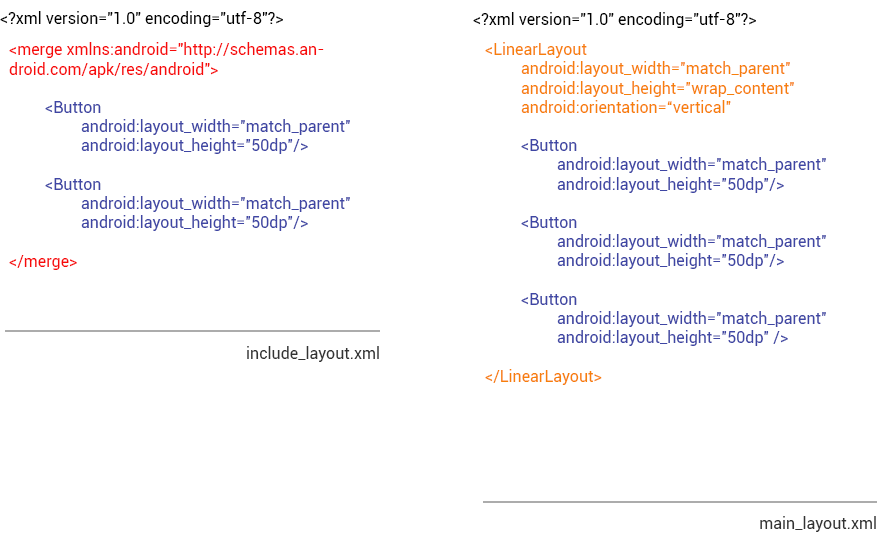 <?xml version="1.0" encoding="utf-8"?>
<merge xmlns:android="http://schemas.an-
droid.com/apk/res/android">
<Button
android:layout_width="match_parent"
android:layout_height="50dp"/>
<Button
android:layout_width="match_parent"
android:layout_height="50dp"/>
</merge>
include_layout.xml
<?xml version="1.0" encoding="utf-8"?>
<LinearLayout
android:layout_width="match_parent"
android:layout_height="wrap_content"
android:orientation=“vertical”
<Button
android:layout_width="match_parent"
android:layout_height="50dp"/>
<Button
android:layout_width="match_parent"
android:layout_height="50dp"/>
<Button
android:layout_width="match_parent"
android:layout_height="50dp" />
</LinearLayout>
main_layout.xml